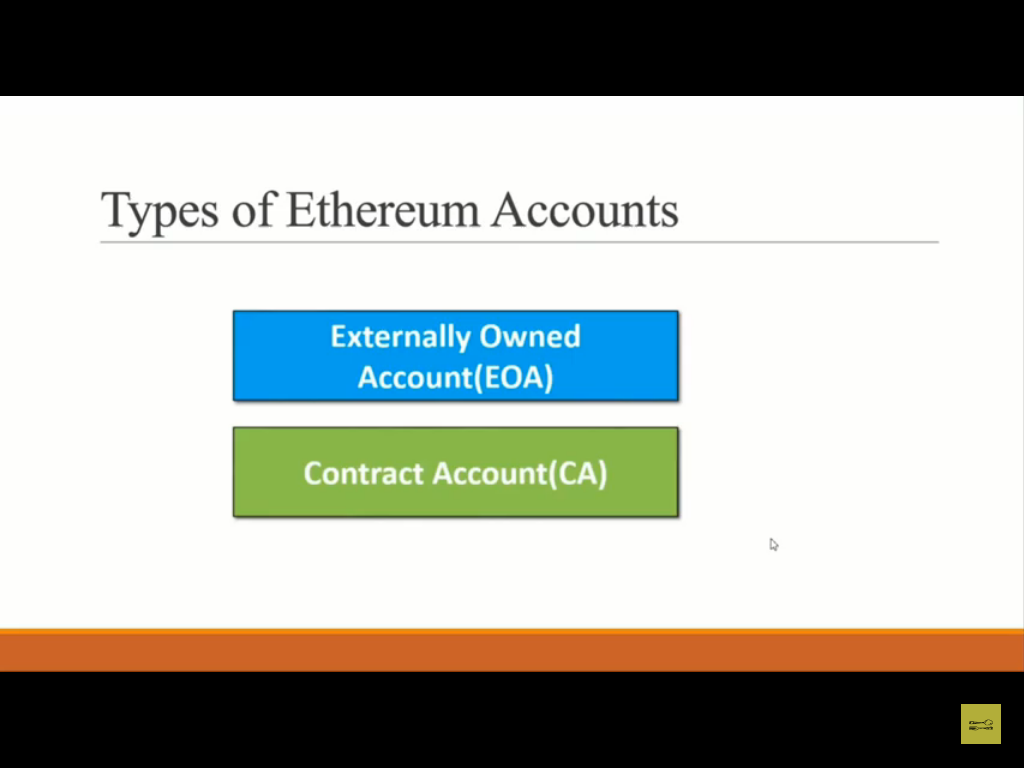 Types of Ethereum Accounts
Externally Owned
Account(EOA)
Contract Account(CA)